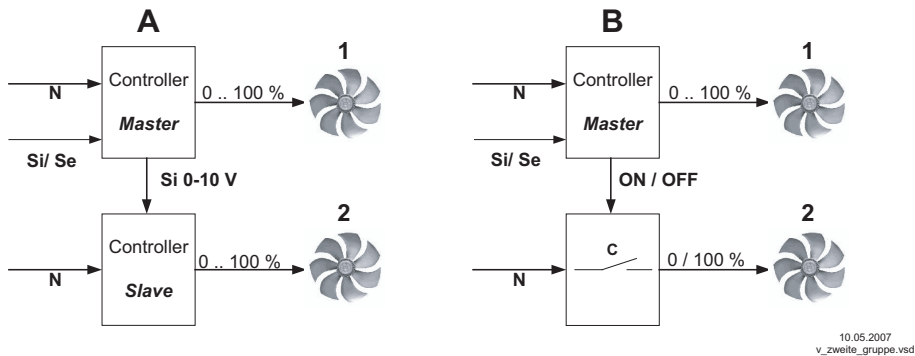 A
Controller
Master
N
Si/ Se
0 .. 100 %
1
Si 0-10 V
Controller
Slave
N
0 .. 100 %
2
B
Controller
Master
N
Si/ Se
0 .. 100 %
1
ON / OFF
C
N
0 / 100 %
2
10.05.2007
v_zweite_gruppe.vsd